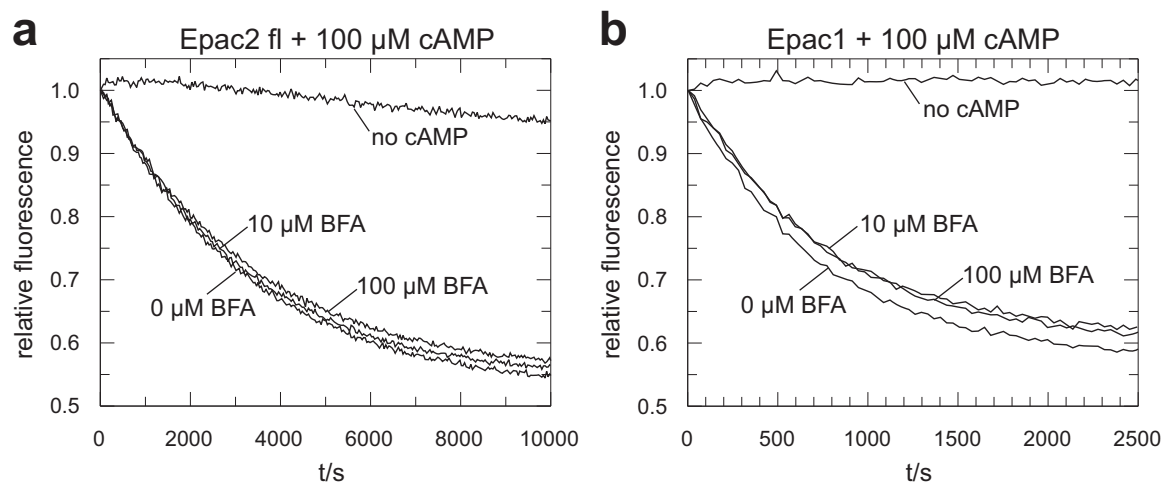 a
Epac2 fl + 100 µM cAMP
relative fluorescence
1.0
0.9
0.8
0.7
0.6
0.5
no cAMP
10 µM BFA
100 µM BFA
0 µM BFA
0 2000 4000 6000 8000 10000
t/s
b
Epac1 + 100 µM cAMP
relative fluorescence
1.0
0.9
0.8
0.7
0.6
0.5
no cAMP
10 µM BFA
100 µM BFA
0 µM BFA
0 500 1000 1500 2000 2500
t/s